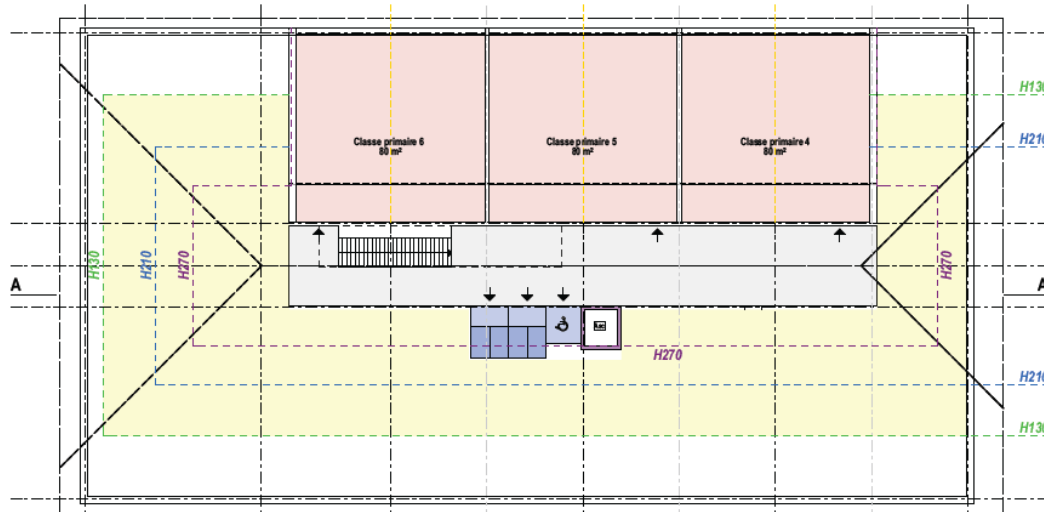 H130
H210
Classe primaire 6
80 m²
Classe primaire 5
80 m²
Classe primaire 4
80 m²
H130
H210
H270
H270
A
A
H270
H210
H130